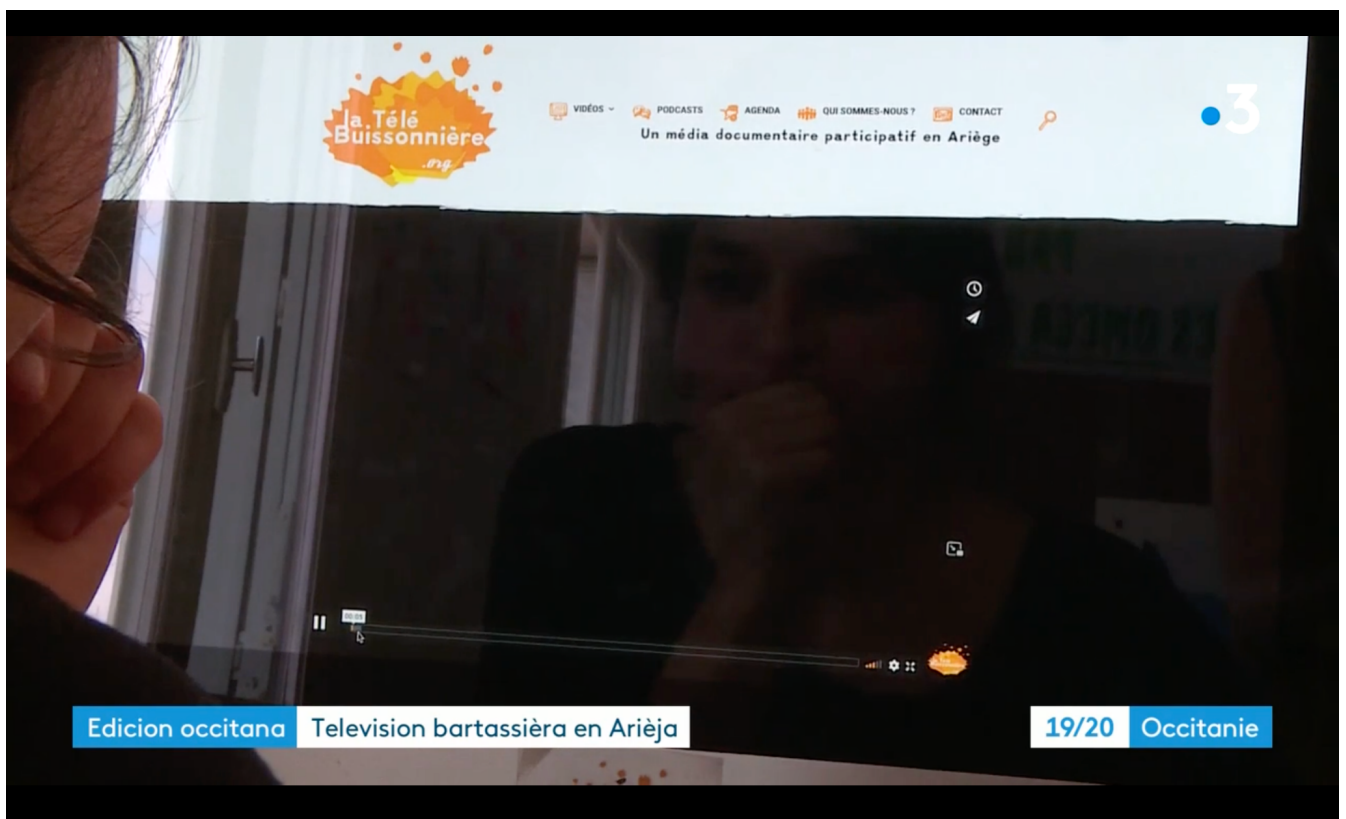 la Télé
Buissonnière
.org
VIDÉOS
PODCASTS
AGENDA
QUI SOMMES-NOUS ?
CONTACT
Un média documentaire participatif en Ariège
3
00:05
Edicion occitana
Television bartassièra en Arièja
19/20
Occitanie